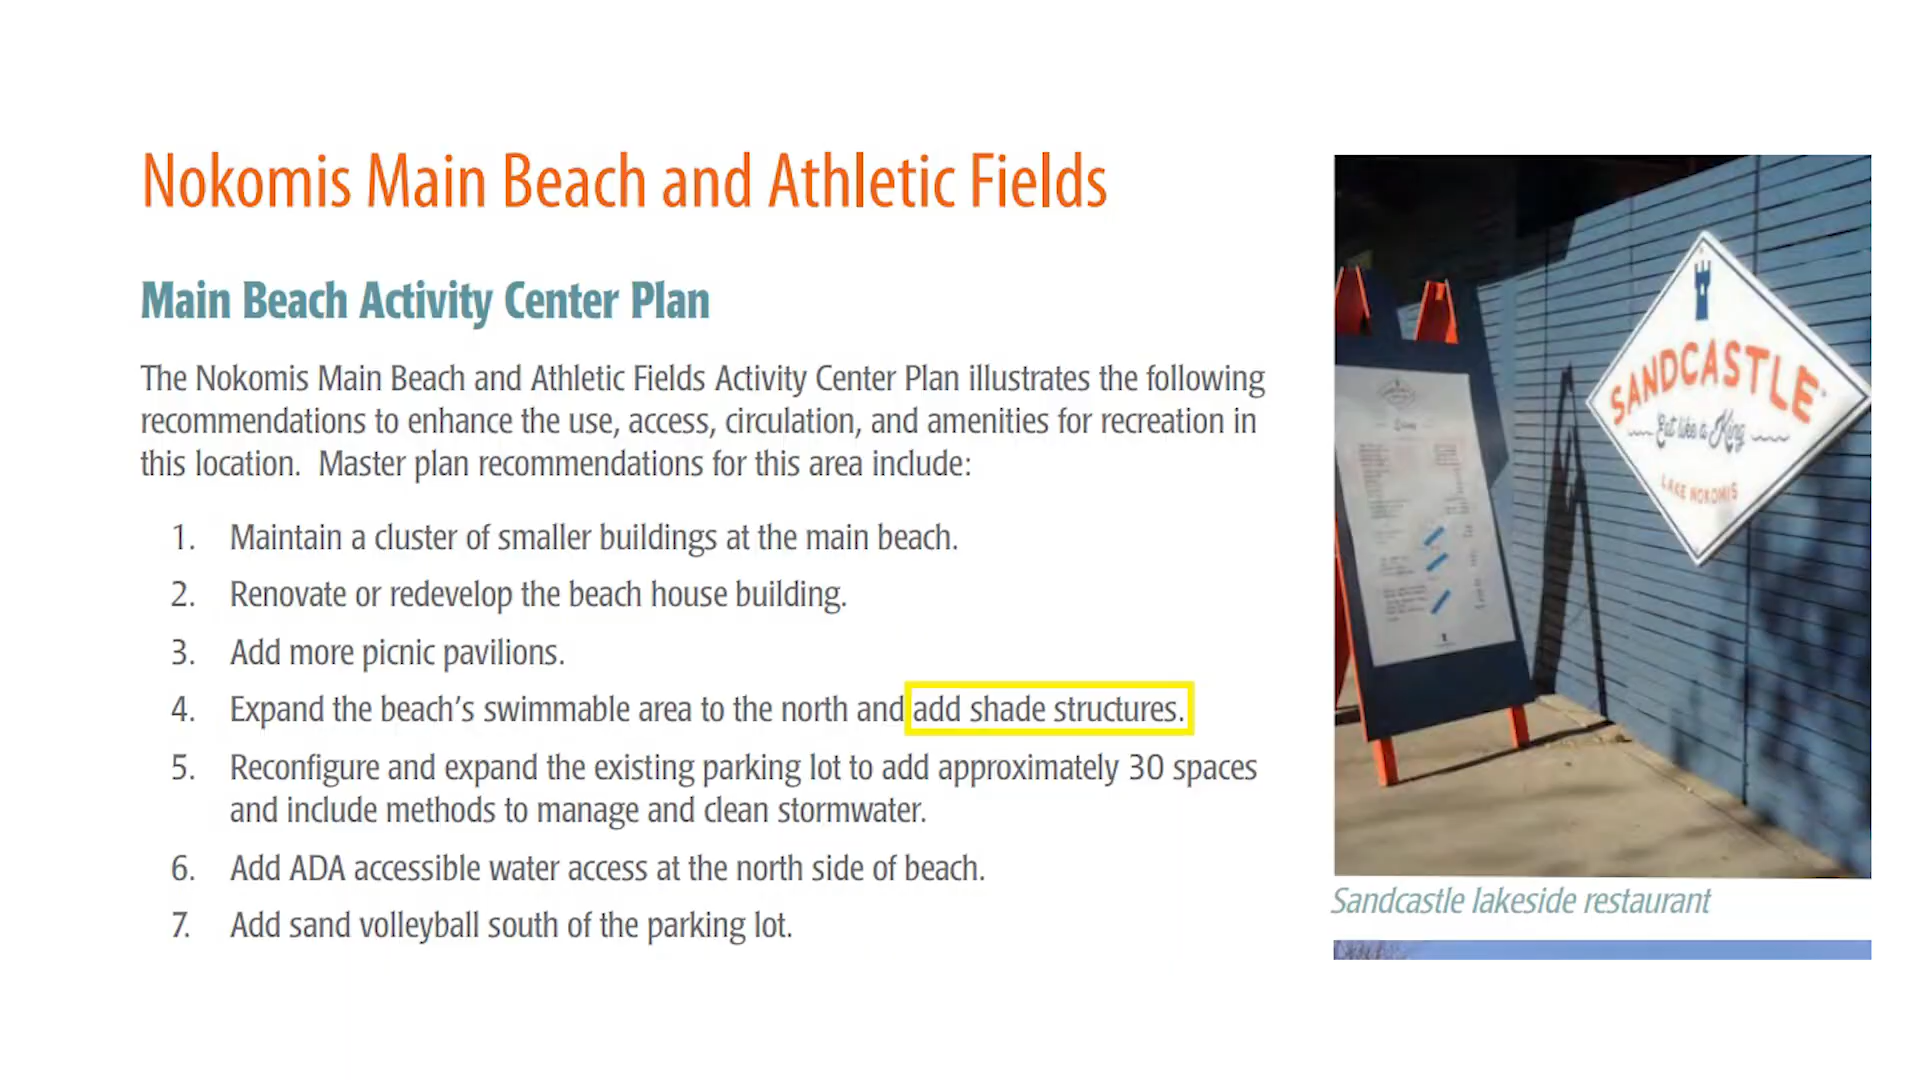 Nokomis Main Beach and Athletic Fields
Main Beach Activity Center Plan
The Nokomis Main Beach and Athletic Fields Activity Center Plan illustrates the following
recommendations to enhance the use, access, circulation, and amenities for recreation in
this location. Master plan recommendations for this area include:
1. Maintain a cluster of smaller buildings at the main beach.
2. Renovate or redevelop the beach house building.
3. Add more picnic pavilions.
4. Expand the beach's swimmable area to the north and add shade structures.
5. Reconfigure and expand the existing parking lot to add approximately 30 spaces
and include methods to manage and clean stormwater.
6. Add ADA accessible water access at the north side of beach.
7. Add sand volleyball south of the parking lot.
SANDCASTLE
Eat like a King
LAKE NOKOMIS
Sandcastle lakeside restaurant